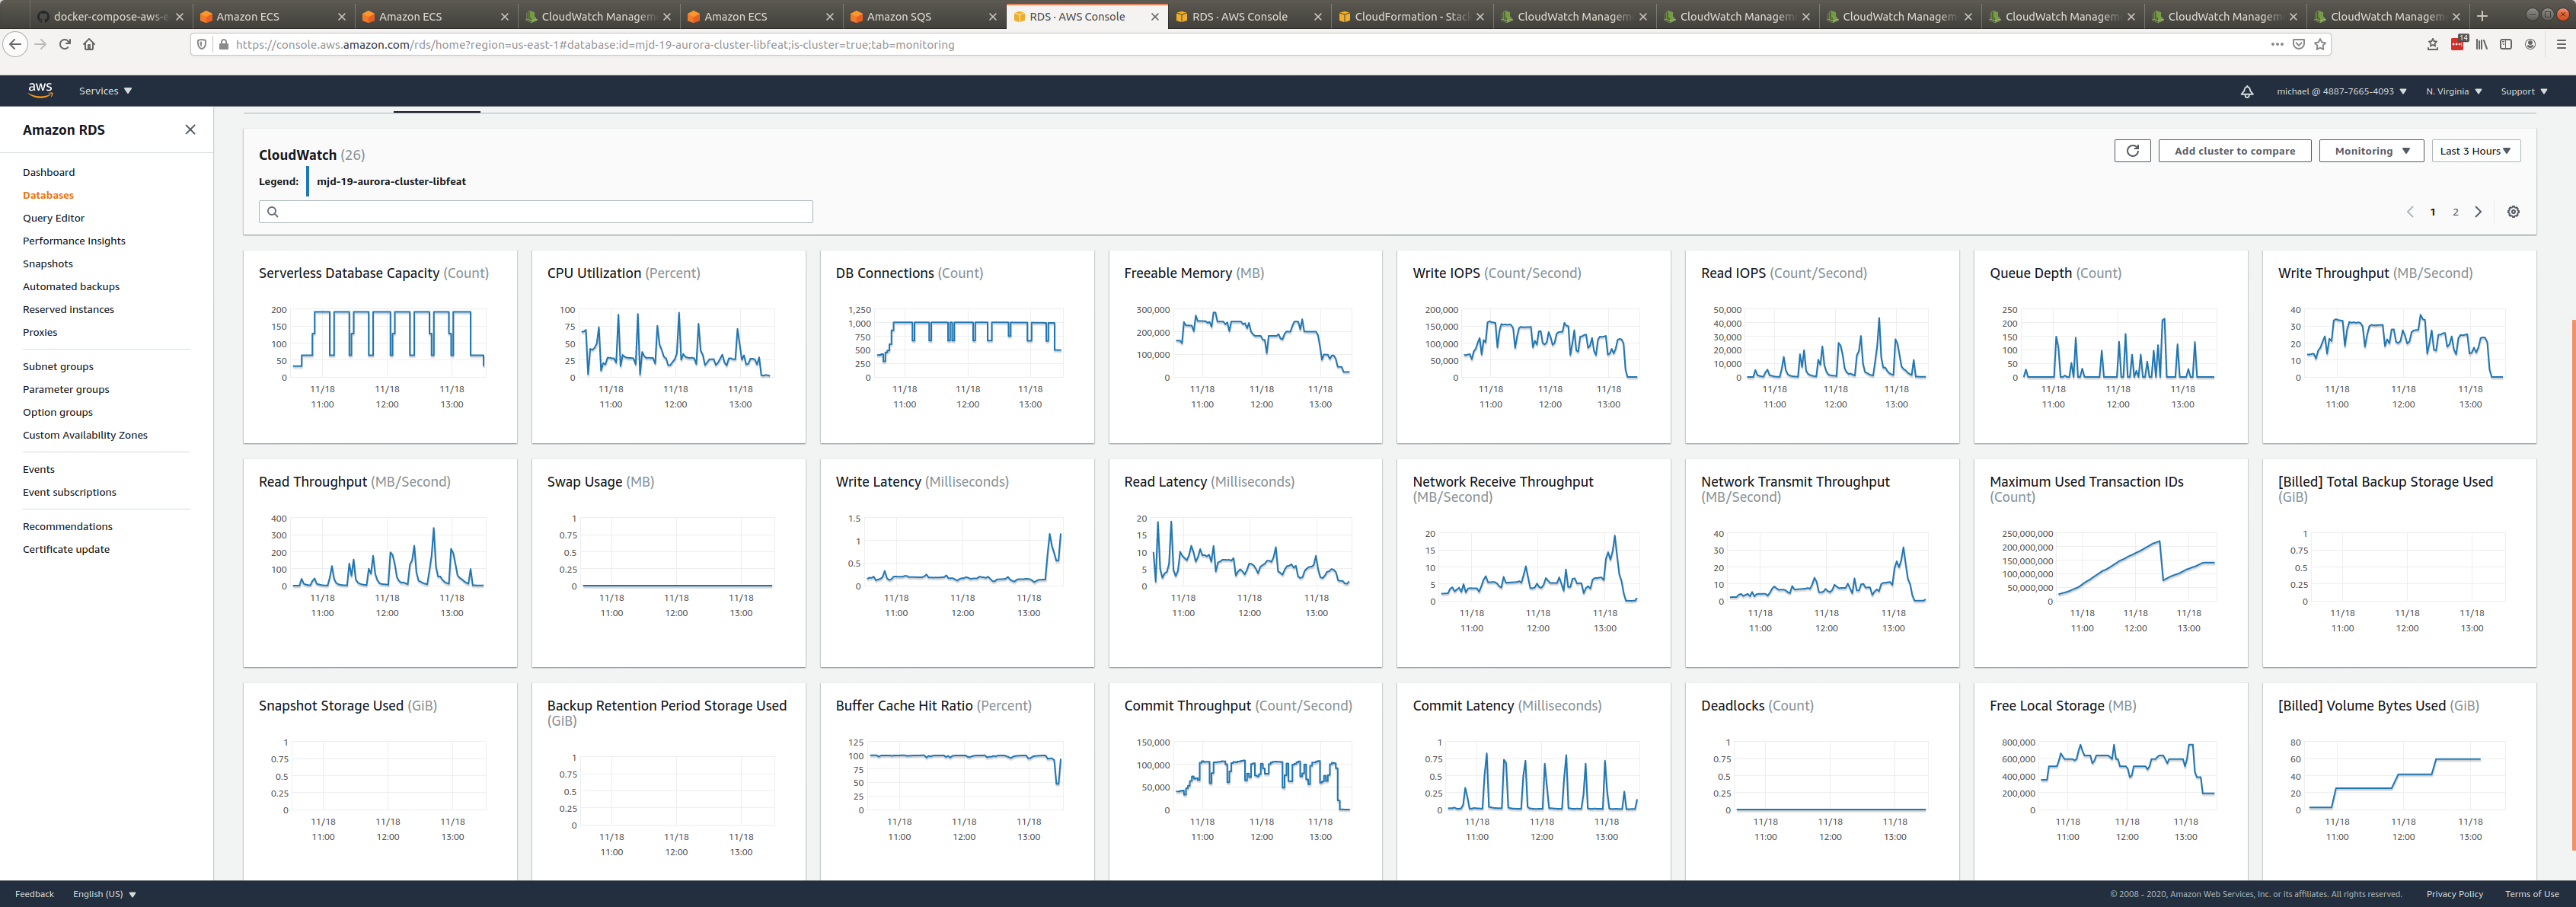 docker-compose-aws-e
Amazon ECS
Amazon ECS
CloudWatch Managem
Amazon ECS
Amazon SQS
RDS · AWS Console
RDS · AWS Console
CloudFormation - Stack
CloudWatch Managem
CloudWatch Managem
CloudWatch Managem
CloudWatch Managem
CloudWatch Managem
CloudWatch Managem
https://console.aws.amazon.com/rds/home?region=us-east-1#database:id=mjd-19-aurora-cluster-libfeat;is-cluster=true;tab=monitoring
14
aws
Services
michael @ 4887-7665-4093
N. Virginia
Support
Amazon RDS
Dashboard
Databases
Query Editor
Performance Insights
Snapshots
Automated backups
Reserved instances
Proxies
Subnet groups
Parameter groups
Option groups
Custom Availability Zones
Events
Event subscriptions
Recommendations
Certificate update
CloudWatch (26)
Add cluster to compare
Monitoring
Last 3 Hours
Legend: mjd-19-aurora-cluster-libfeat
1 2
Serverless Database Capacity (Count)
200
150
100
50
0
11/18 11/18 11/18
11:00 12:00 13:00
CPU Utilization (Percent)
100
75
50
25
0
11/18 11/18 11/18
11:00 12:00 13:00
DB Connections (Count)
1,250
1,000
750
500
250
0
11/18 11/18 11/18
11:00 12:00 13:00
Freeable Memory (MB)
300,000
200,000
100,000
0
11/18 11/18 11/18
11:00 12:00 13:00
Write IOPS (Count/Second)
200,000
150,000
100,000
50,000
0
11/18 11/18 11/18
11:00 12:00 13:00
Read IOPS (Count/Second)
50,000
40,000
30,000
20,000
10,000
0
11/18 11/18 11/18
11:00 12:00 13:00
Queue Depth (Count)
250
200
150
100
50
0
11/18 11/18 11/18
11:00 12:00 13:00
Write Throughput (MB/Second)
40
30
20
10
0
11/18 11/18 11/18
11:00 12:00 13:00
Read Throughput (MB/Second)
400
300
200
100
0
11/18 11/18 11/18
11:00 12:00 13:00
Swap Usage (MB)
1
0.75
0.5
0.25
0
11/18 11/18 11/18
11:00 12:00 13:00
Write Latency (Milliseconds)
1.5
1
0.5
0
11/18 11/18 11/18
11:00 12:00 13:00
Read Latency (Milliseconds)
20
15
10
5
0
11/18 11/18 11/18
11:00 12:00 13:00
Network Receive Throughput
(MB/Second)
20
15
10
5
0
11/18 11/18 11/18
11:00 12:00 13:00
Network Transmit Throughput
(MB/Second)
40
30
20
10
0
11/18 11/18 11/18
11:00 12:00 13:00
Maximum Used Transaction IDs
(Count)
250,000,000
200,000,000
150,000,000
100,000,000
50,000,000
0
11/18 11/18 11/18
11:00 12:00 13:00
[Billed] Total Backup Storage Used
(GiB)
1
0.75
0.5
0.25
0
11/18 11/18 11/18
11:00 12:00 13:00
Snapshot Storage Used (GiB)
1
0.75
0.5
0.25
0
11/18 11/18 11/18
11:00 12:00 13:00
Backup Retention Period Storage Used
(GiB)
1
0.75
0.5
0.25
0
11/18 11/18 11/18
11:00 12:00 13:00
Buffer Cache Hit Ratio (Percent)
125
100
75
50
25
0
11/18 11/18 11/18
11:00 12:00 13:00
Commit Throughput (Count/Second)
150,000
100,000
50,000
0
11/18 11/18 11/18
11:00 12:00 13:00
Commit Latency (Milliseconds)
1
0.75
0.5
0.25
0
11/18 11/18 11/18
11:00 12:00 13:00
Deadlocks (Count)
1
0.75
0.5
0.25
0
11/18 11/18 11/18
11:00 12:00 13:00
Free Local Storage (MB)
800,000
600,000
400,000
200,000
0
11/18 11/18 11/18
11:00 12:00 13:00
[Billed] Volume Bytes Used (GiB)
80
60
40
20
0
11/18 11/18 11/18
11:00 12:00 13:00
Feedback
English (US)
© 2008 - 2020, Amazon Web Services, Inc. or its affiliates. All rights reserved.
Privacy Policy
Terms of Use